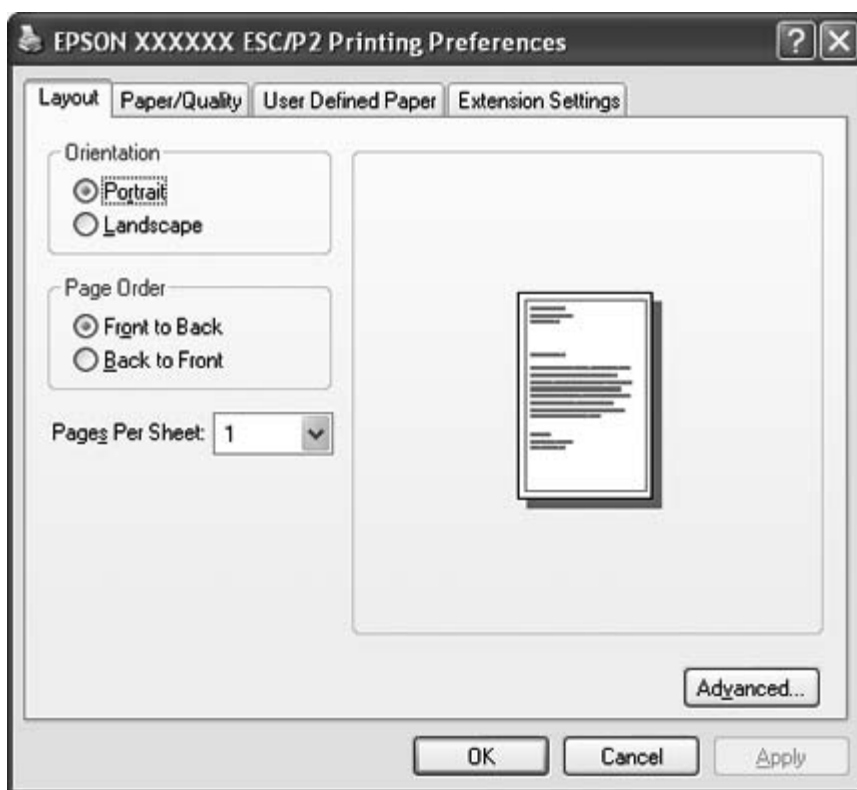 EPSON XXXXXX ESC/P2 Printing Preferences
Layout Paper/Quality User Defined Paper Extension Settings
Orientation
Portrait
Landscape
Page Order
Front to Back
Back to Front
Pages Per Sheet: 1
Advanced...
OK Cancel Apply